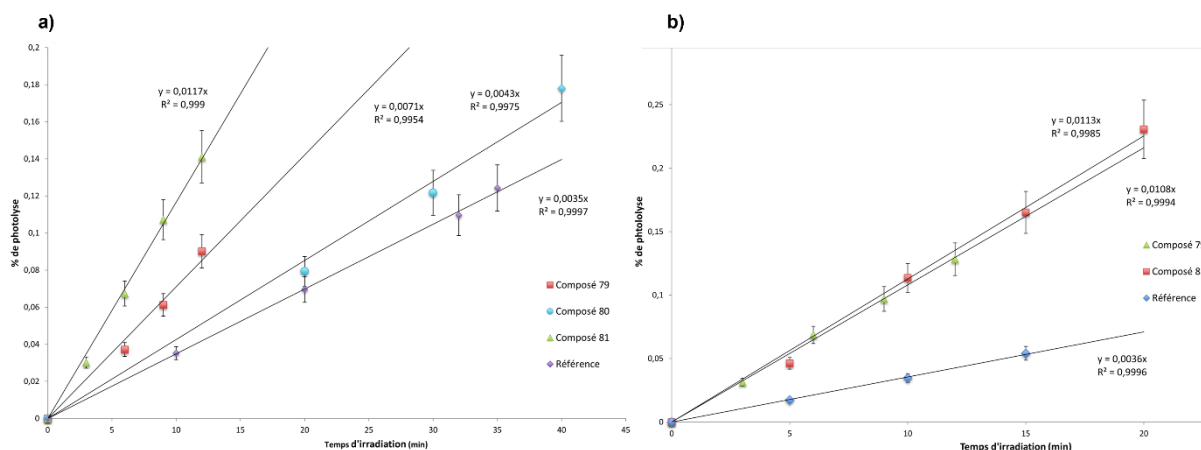 a)
0,2
0,18
0,16
0,14
0,12
0,1
0,08
0,06
0,04
0,02
0
% de photolyse
y = 0,0117x
R² = 0,999
y = 0,0071x
R² = 0,9954
y = 0,0043x
R² = 0,9975
y = 0,0035x
R² = 0,9997
Composé 79
Composé 80
Composé 81
Référence
0 5 10 15 20 25 30 35 40 45
Temps d'irradiation (min)
b)
0,25
0,2
0,15
0,1
0,05
0
% de phtololyse
y = 0,0113x
R² = 0,9985
y = 0,0108x
R² = 0,9994
y = 0,0036x
R² = 0,9996
Composé 79
Composé 8
Référence
0 5 10 15 20
Temps d'irradiation (min)